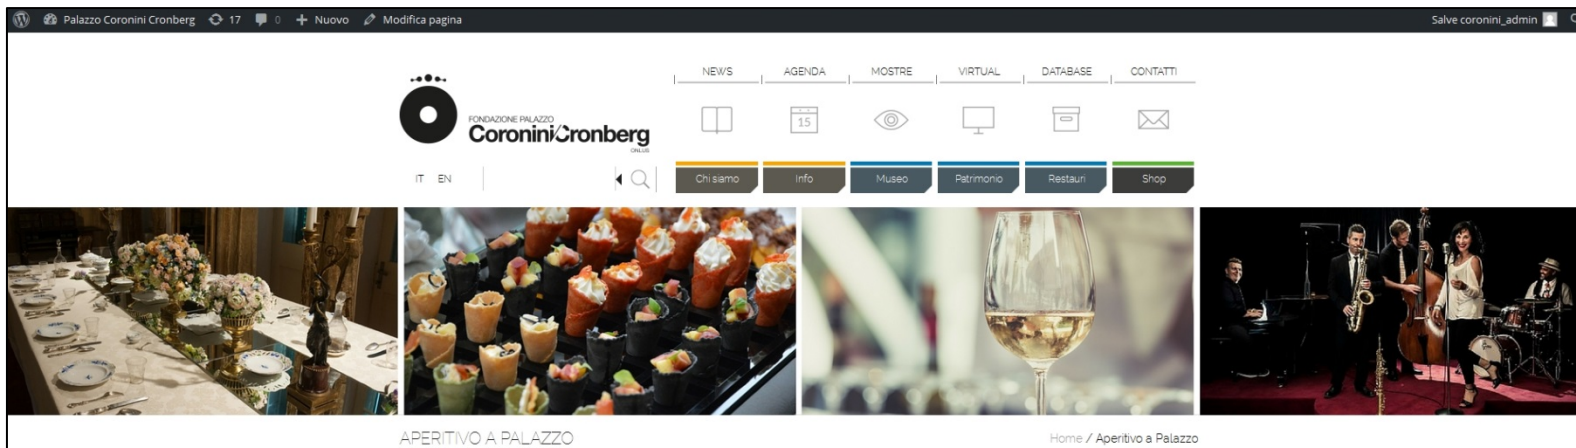 Palazzo Coronini Cronberg 17 0 Nuovo Modifica pagina Salve coronini_admin
NEWS AGENDA MOSTRE VIRTUAL DATABASE CONTATTI
15
FONDAZIONE PALAZZO
Coronini Cronberg
ONLUS
IT EN
Chi siamo Info Museo Patrimonio Restauri Shop
APERITIVO A PALAZZO Home / Aperitivo a Palazzo